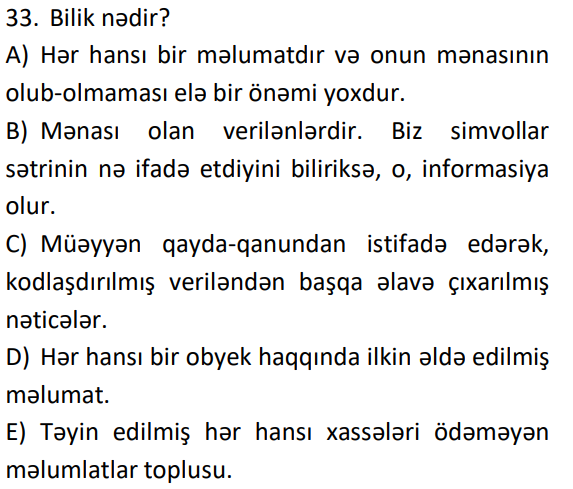 33. Bilik nədir?
A) Hər hansı bir məlumatdır və onun mənasının
olub-olmaması elə bir önəmi yoxdur.
B) Mənası olan verilənlərdir. Biz simvollar
sətrinin nə ifadə etdiyini biliriksə, o, informasiya
olur.
C) Müəyyən qayda-qanundan istifadə edərək,
kodlaşdırılmış veriləndən başqa əlavə çıxarılmış
nəticələr.
D) Hər hansı bir obyek haqqında ilkin əldə edilmiş
məlumat.
E) Təyin edilmiş hər hansı xassələri ödəməyən
məlumlatlar toplusu.